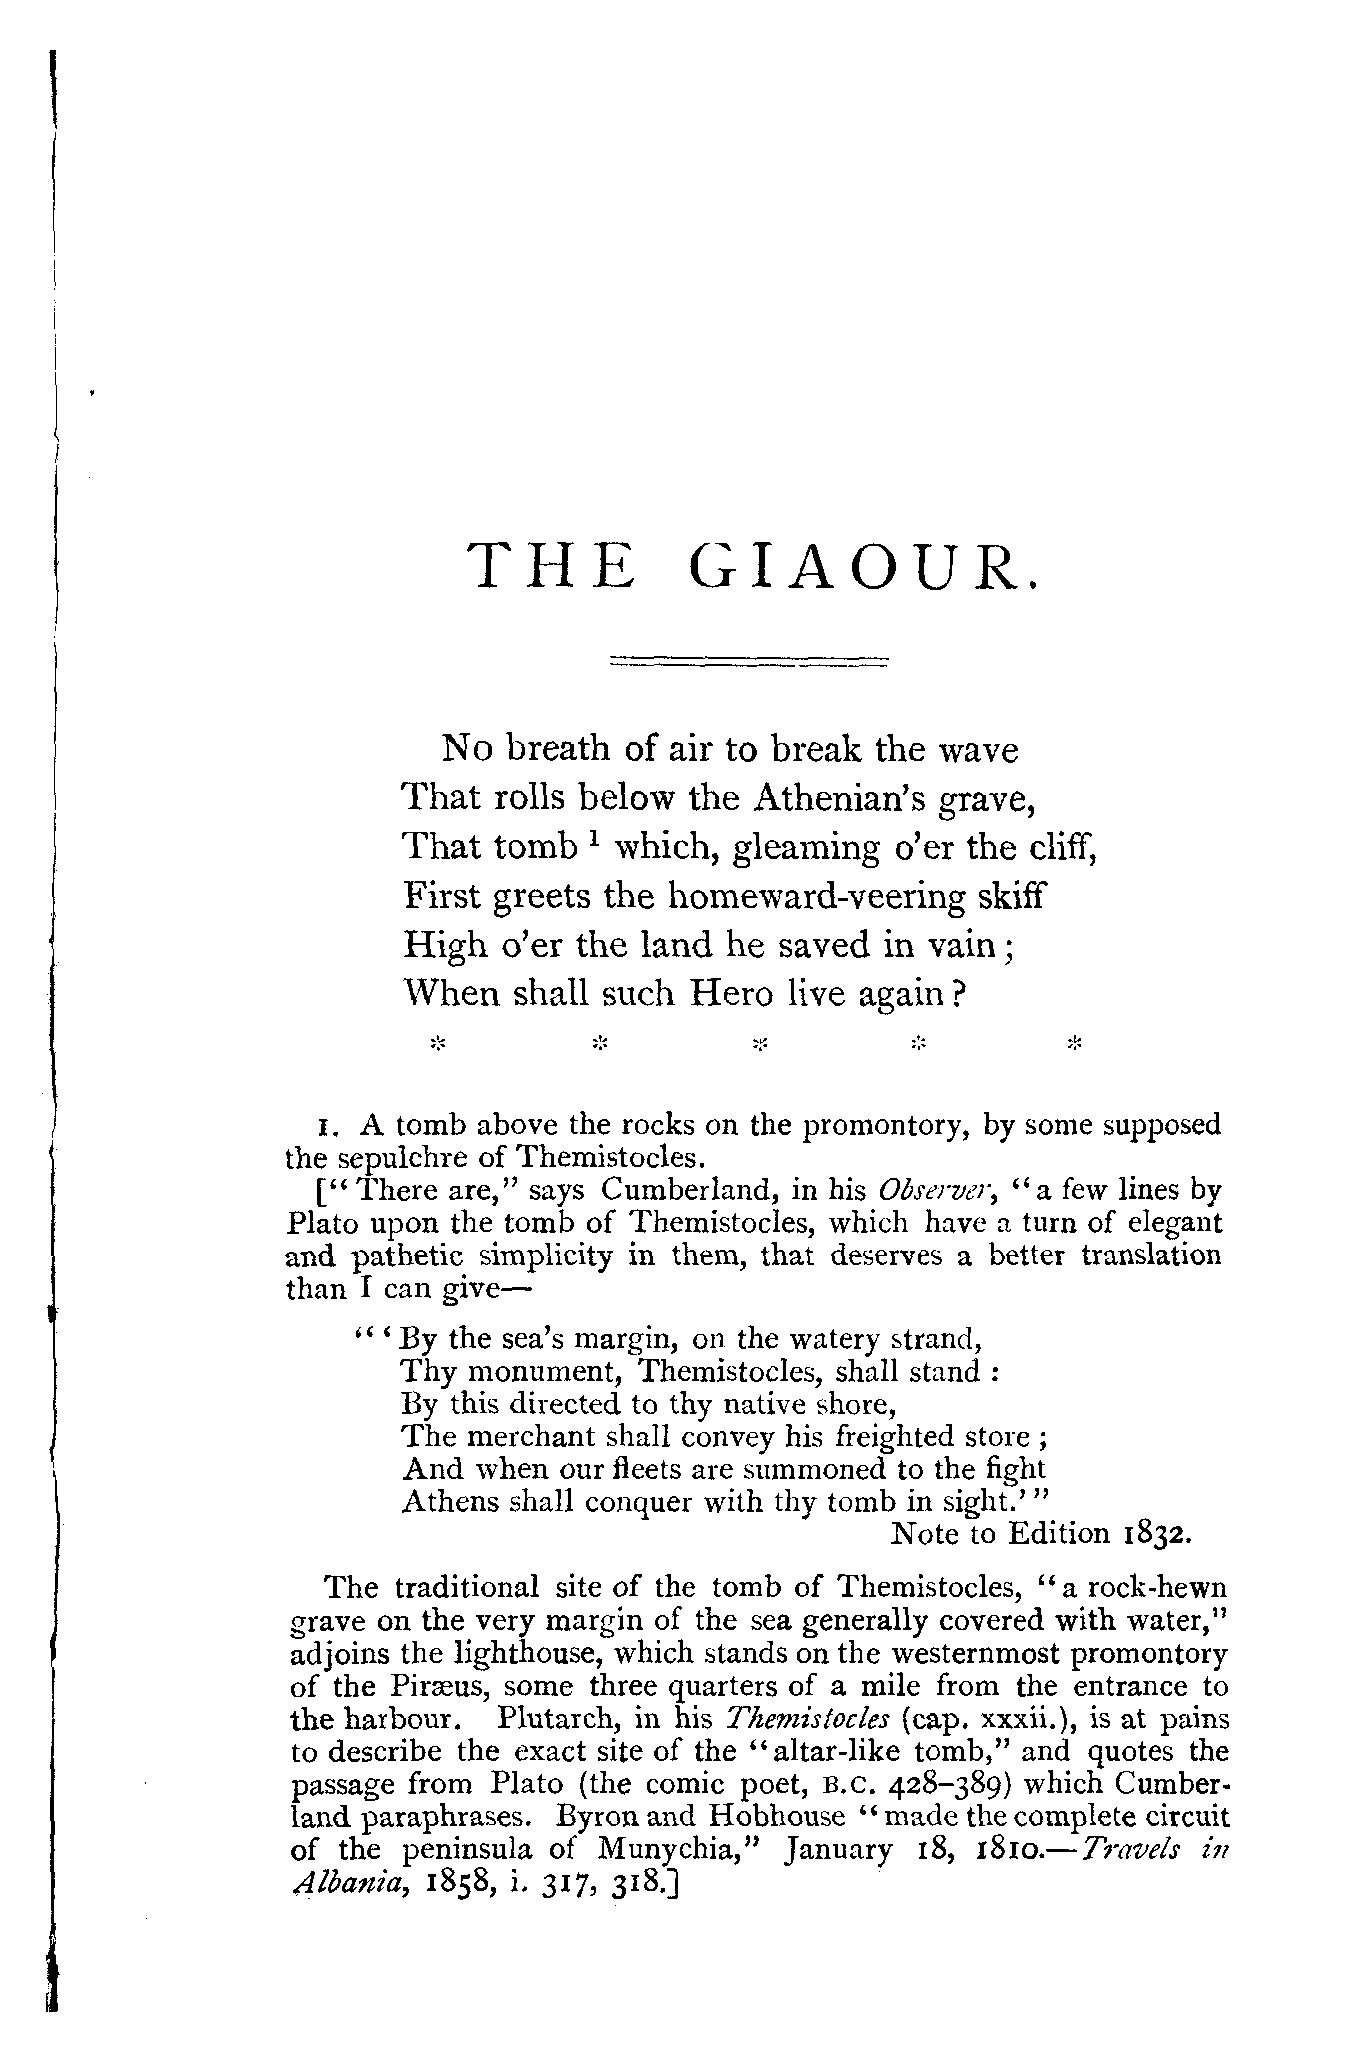 THE GIAOUR.
No breath of air to break the wave
That rolls below the Athenian's grave,
That tomb ¹ which, gleaming o'er the cliff,
First greets the homeward-veering skiff
High o'er the land he saved in vain;
When shall such Hero live again?
* * * * *
1. A tomb above the rocks on the promontory, by some supposed
the sepulchre of Themistocles.
["There are," says Cumberland, in his Observer, "a few lines by
Plato upon the tomb of Themistocles, which have a turn of elegant
and pathetic simplicity in them, that deserves a better translation
than I can give—
"'By the sea's margin, on the watery strand,
Thy monument, Themistocles, shall stand:
By this directed to thy native shore,
The merchant shall convey his freighted store;
And when our fleets are summoned to the fight
Athens shall conquer with thy tomb in sight.'"
Note to Edition 1832.
The traditional site of the tomb of Themistocles, "a rock-hewn
grave on the very margin of the sea generally covered with water,"
adjoins the lighthouse, which stands on the westernmost promontory
of the Piræus, some three quarters of a mile from the entrance to
the harbour. Plutarch, in his Themistocles (cap. xxxii.), is at pains
to describe the exact site of the "altar-like tomb," and quotes the
passage from Plato (the comic poet, B.C. 428–389) which Cumber-
land paraphrases. Byron and Hobhouse "made the complete circuit
of the peninsula of Munychia," January 18, 1810.—Travels in
Albania, 1858, i. 317, 318.]